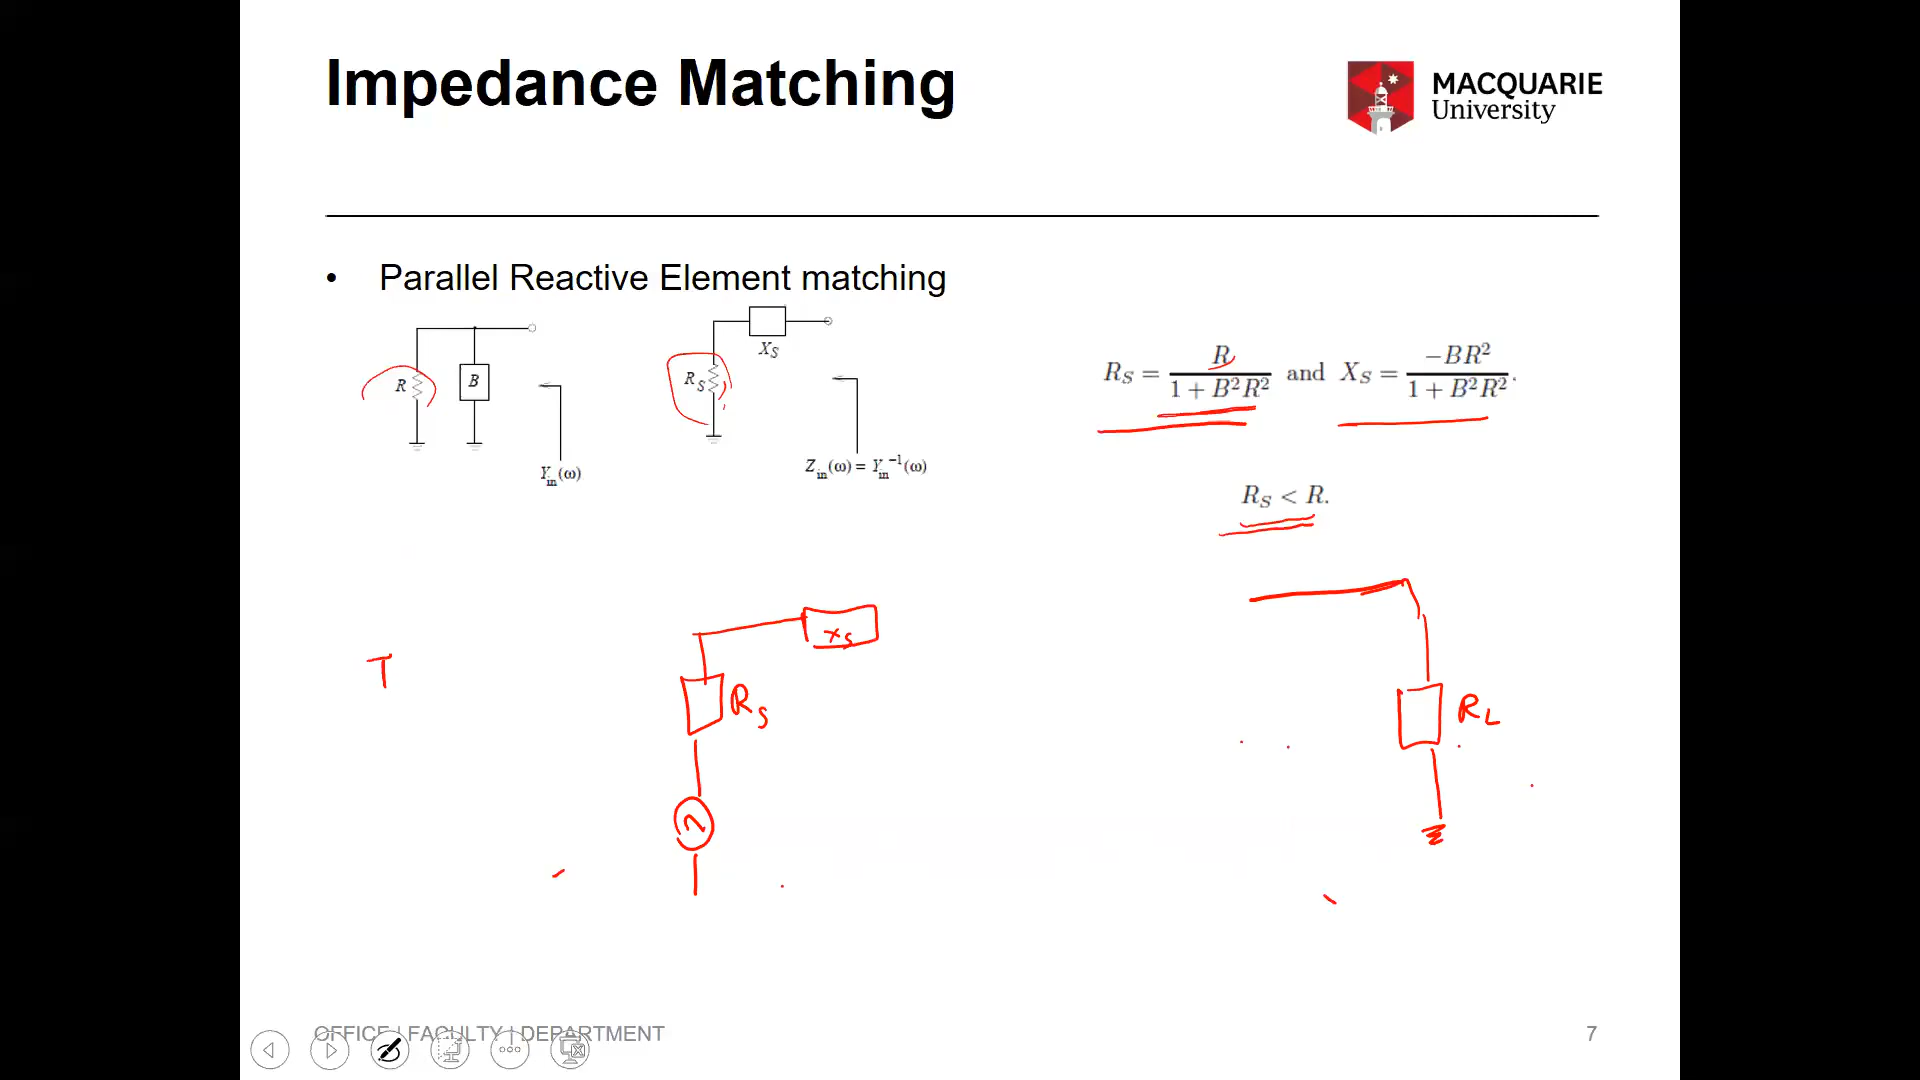 Impedance Matching
MACQUARIE
University
• Parallel Reactive Element matching
R
B
Y_in(ω)
X_S
R_S
Z_in(ω) = Y_in^−1(ω)
R_S = R / (1 + B²R²) and X_S = −BR² / (1 + B²R²).
R_S < R.
T
X_S
R_S
R_L
OFFICE | FACULTY | DEPARTMENT
7